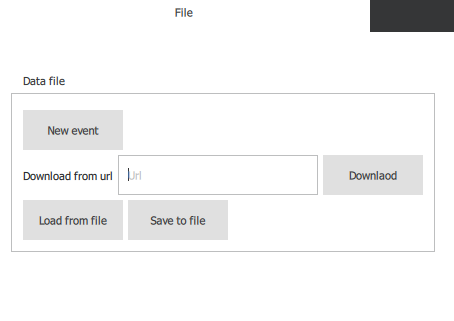 File
Data file
New event
Download from url Url Downlaod
Load from file Save to file